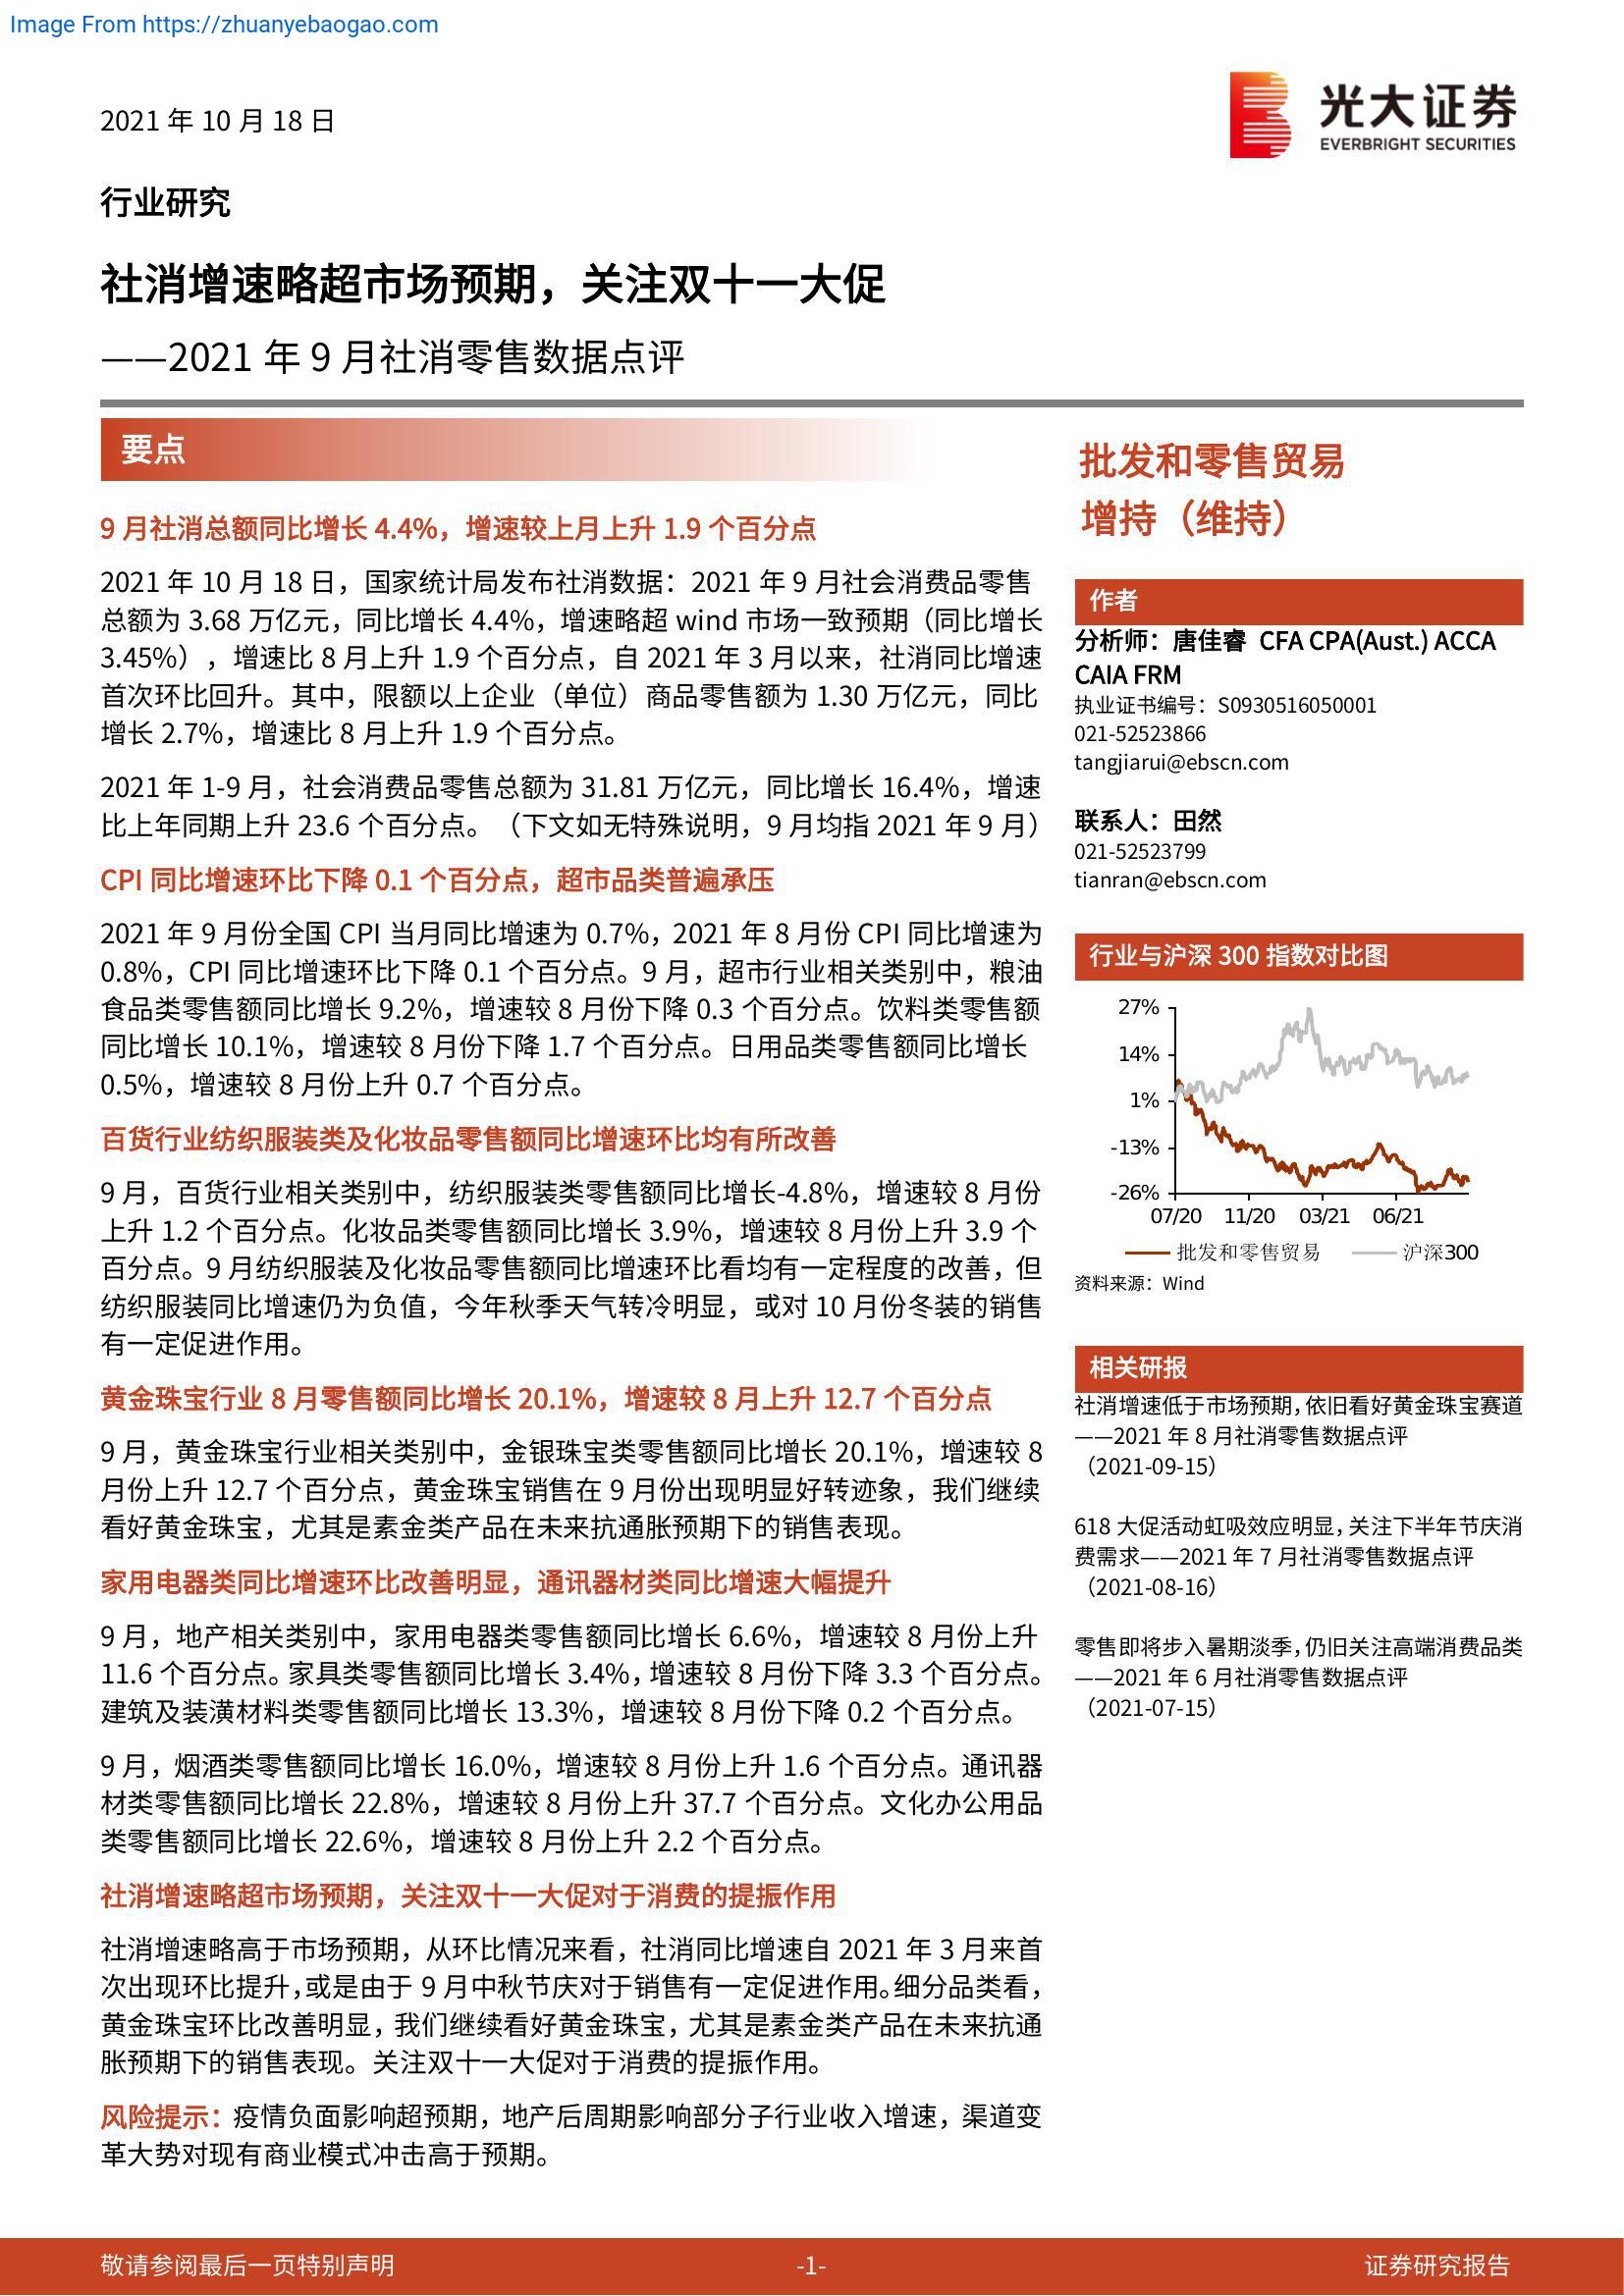 Image From https://zhuanyebaogao.com
2021 年 10 月 18 日
光大证券
EVERBRIGHT SECURITIES
行业研究
社消增速略超市场预期，关注双十一大促
——2021 年 9 月社消零售数据点评
要点
9 月社消总额同比增长 4.4%，增速较上月上升 1.9 个百分点
2021 年 10 月 18 日，国家统计局发布社消数据：2021 年 9 月社会消费品零售
总额为 3.68 万亿元，同比增长 4.4%，增速略超 wind 市场一致预期（同比增长
3.45%），增速比 8 月上升 1.9 个百分点，自 2021 年 3 月以来，社消同比增速
首次环比回升。其中，限额以上企业（单位）商品零售额为 1.30 万亿元，同比
增长 2.7%，增速比 8 月上升 1.9 个百分点。
2021 年 1-9 月，社会消费品零售总额为 31.81 万亿元，同比增长 16.4%，增速
比上年同期上升 23.6 个百分点。（下文如无特殊说明，9 月均指 2021 年 9 月）
CPI 同比增速环比下降 0.1 个百分点，超市品类普遍承压
2021 年 9 月份全国 CPI 当月同比增速为 0.7%，2021 年 8 月份 CPI 同比增速为
0.8%，CPI 同比增速环比下降 0.1 个百分点。9 月，超市行业相关类别中，粮油
食品类零售额同比增长 9.2%，增速较 8 月份下降 0.3 个百分点。饮料类零售额
同比增长 10.1%，增速较 8 月份下降 1.7 个百分点。日用品类零售额同比增长
0.5%，增速较 8 月份上升 0.7 个百分点。
百货行业纺织服装类及化妆品零售额同比增速环比均有所改善
9 月，百货行业相关类别中，纺织服装类零售额同比增长-4.8%，增速较 8 月份
上升 1.2 个百分点。化妆品类零售额同比增长 3.9%，增速较 8 月份上升 3.9 个
百分点。9 月纺织服装及化妆品零售额同比增速环比看均有一定程度的改善，但
纺织服装同比增速仍为负值，今年秋季天气转冷明显，或对 10 月份冬装的销售
有一定促进作用。
黄金珠宝行业 8 月零售额同比增长 20.1%，增速较 8 月上升 12.7 个百分点
9 月，黄金珠宝行业相关类别中，金银珠宝类零售额同比增长 20.1%，增速较 8
月份上升 12.7 个百分点，黄金珠宝销售在 9 月份出现明显好转迹象，我们继续
看好黄金珠宝，尤其是素金类产品在未来抗通胀预期下的销售表现。
家用电器类同比增速环比改善明显，通讯器材类同比增速大幅提升
9 月，地产相关类别中，家用电器类零售额同比增长 6.6%，增速较 8 月份上升
11.6 个百分点。家具类零售额同比增长 3.4%，增速较 8 月份下降 3.3 个百分点。
建筑及装潢材料类零售额同比增长 13.3%，增速较 8 月份下降 0.2 个百分点。
9 月，烟酒类零售额同比增长 16.0%，增速较 8 月份上升 1.6 个百分点。通讯器
材类零售额同比增长 22.8%，增速较 8 月份上升 37.7 个百分点。文化办公用品
类零售额同比增长 22.6%，增速较 8 月份上升 2.2 个百分点。
社消增速略超市场预期，关注双十一大促对于消费的提振作用
社消增速略高于市场预期，从环比情况来看，社消同比增速自 2021 年 3 月来首
次出现环比提升，或是由于 9 月中秋节庆对于销售有一定促进作用。细分品类看，
黄金珠宝环比改善明显，我们继续看好黄金珠宝，尤其是素金类产品在未来抗通
胀预期下的销售表现。关注双十一大促对于消费的提振作用。
风险提示：疫情负面影响超预期，地产后周期影响部分子行业收入增速，渠道变
革大势对现有商业模式冲击高于预期。
批发和零售贸易
增持（维持）
作者
分析师：唐佳睿 CFA CPA(Aust.) ACCA
CAIA FRM
执业证书编号：S0930516050001
021-52523866
tangjiarui@ebscn.com
联系人：田然
021-52523799
tianran@ebscn.com
行业与沪深 300 指数对比图
27%
14%
1%
-13%
-26%
07/20 11/20 03/21 06/21
批发和零售贸易 沪深300
资料来源：Wind
相关研报
社消增速低于市场预期，依旧看好黄金珠宝赛道
——2021 年 8 月社消零售数据点评
（2021-09-15）
618 大促活动虹吸效应明显，关注下半年节庆消
费需求——2021 年 7 月社消零售数据点评
（2021-08-16）
零售即将步入暑期淡季，仍旧关注高端消费品类
——2021 年 6 月社消零售数据点评
（2021-07-15）
敬请参阅最后一页特别声明
-1-
证券研究报告